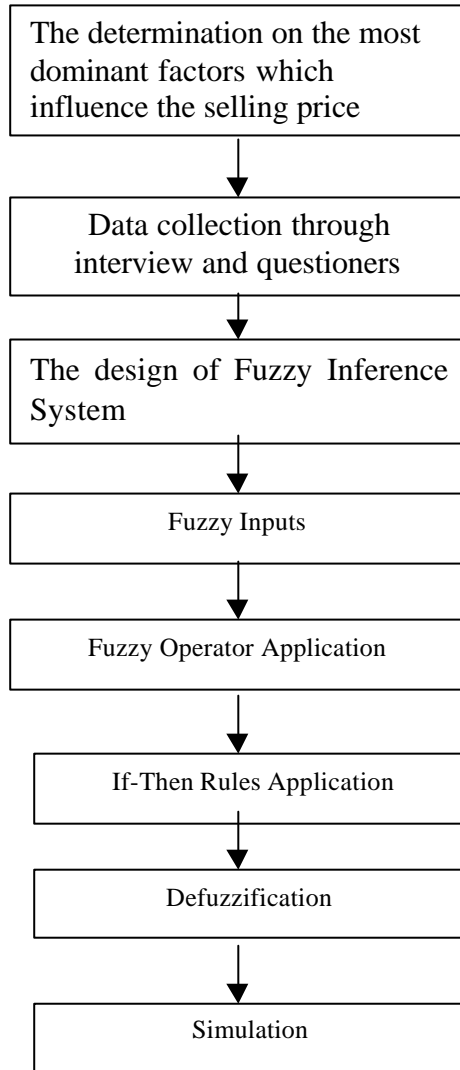 The determination on the most
dominant factors which
influence the selling price
Data collection through
interview and questioners
The design of Fuzzy Inference
System
Fuzzy Inputs
Fuzzy Operator Application
If-Then Rules Application
Defuzzification
Simulation